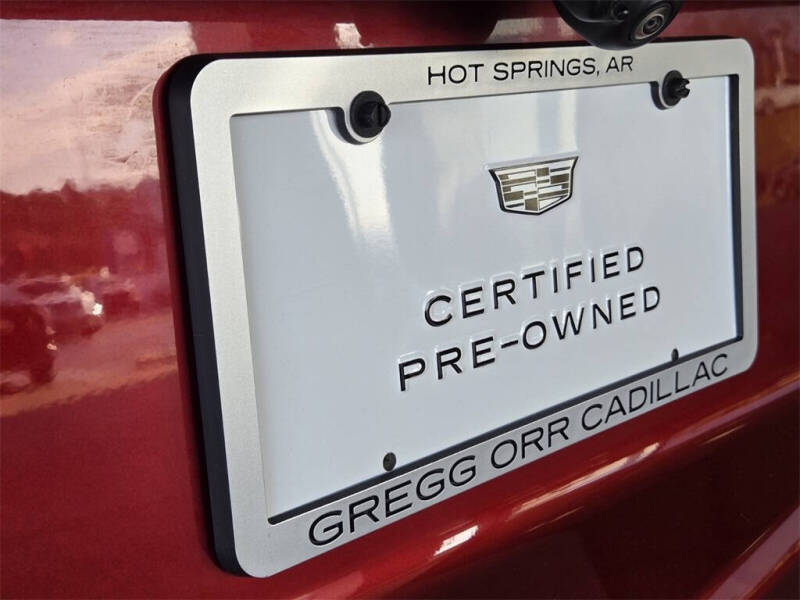 HOT SPRINGS, AR
CERTIFIED
PRE-OWNED
GREGG ORR CADILLAC